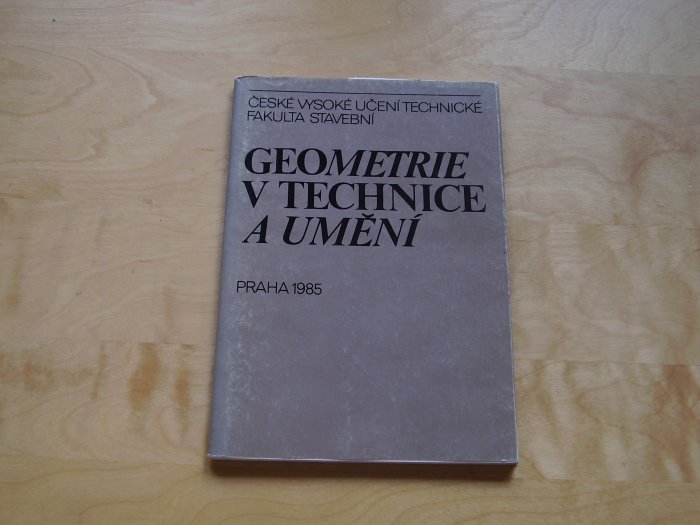 ČESKÉ VYSOKÉ UČENÍ TECHNICKÉ
FAKULTA STAVEBNÍ
GEOMETRIE
V TECHNICE
A UMĚNÍ
PRAHA 1985